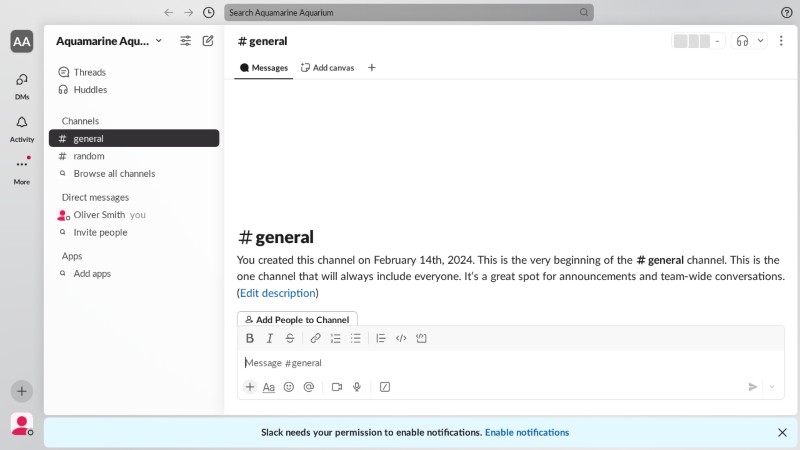 Search Aquamarine Aquarium
AA
Aquamarine Aqu...
# general
Messages
Add canvas
Threads
Huddles
DMs
Activity
More
Channels
# general
# random
Browse all channels
Direct messages
Oliver Smith you
Invite people
Apps
Add apps
# general
You created this channel on February 14th, 2024. This is the very beginning of the # general channel. This is the
one channel that will always include everyone. It's a great spot for announcements and team-wide conversations.
(Edit description)
Add People to Channel
Message #general
Aa
Slack needs your permission to enable notifications. Enable notifications